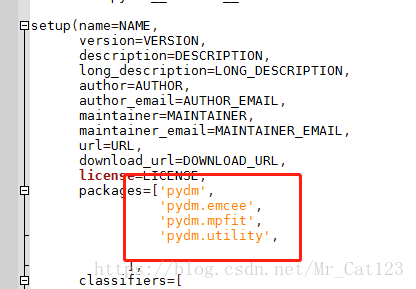 setup(name=NAME,
version=VERSION,
description=DESCRIPTION,
long_description=LONG_DESCRIPTION,
author=AUTHOR,
author_email=AUTHOR_EMAIL,
maintainer=MAINTAINER,
maintainer_email=MAINTAINER_EMAIL,
url=URL,
download_url=DOWNLOAD_URL,
license=LICENSE,
packages=['pydm',
'pydm.emcee',
'pydm.mpfit',
'pydm.utility',
],
https://blog.csdn.net/Mr_Cat123
classifiers=[